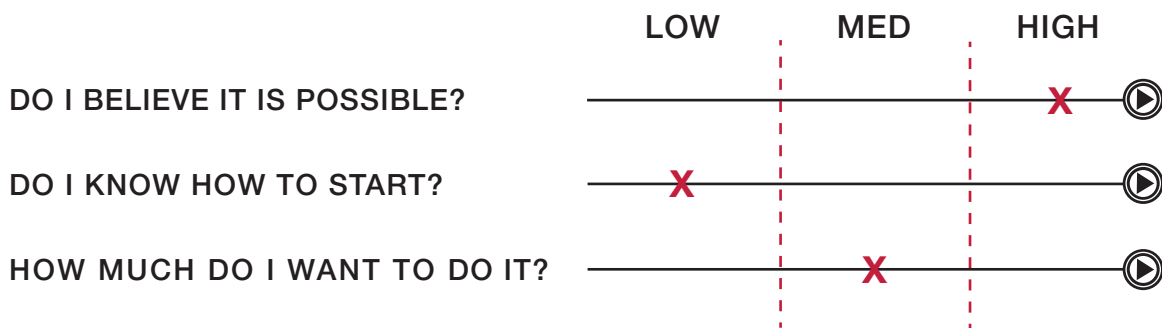 LOW MED HIGH
DO I BELIEVE IT IS POSSIBLE? X
DO I KNOW HOW TO START? X
HOW MUCH DO I WANT TO DO IT? X